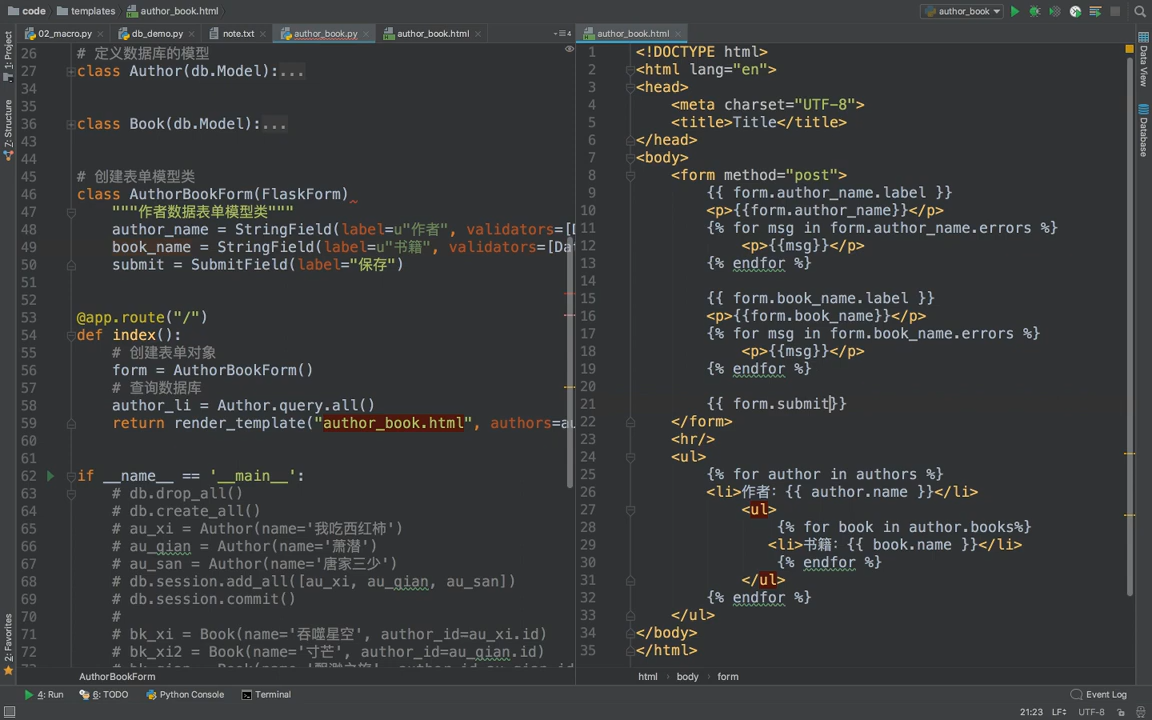 code templates author_book.html
author_book
02_macro.py db_demo.py note.txt author_book.py author_book.html
4
author_book.html
1: Project
Z: Structure
2: Favorites
Data View
Database
26 # 定义数据库的模型
27 class Author(db.Model):...
34
35
36 class Book(db.Model):...
43
44
45 # 创建表单模型类
46 class AuthorBookForm(FlaskForm)
47 """作者数据表单模型类"""
48 author_name = StringField(label=u"作者", validators=[D
49 book_name = StringField(label=u"书籍", validators=[Da
50 submit = SubmitField(label="保存")
51
52
53 @app.route("/")
54 def index():
55 # 创建表单对象
56 form = AuthorBookForm()
57 # 查询数据库
58 author_li = Author.query.all()
59 return render_template("author_book.html", authors=au
60
61
62 if __name__ == '__main__':
63 # db.drop_all()
64 # db.create_all()
65 # au_xi = Author(name='我吃西红柿')
66 # au_qian = Author(name='萧潜')
67 # au_san = Author(name='唐家三少')
68 # db.session.add_all([au_xi, au_qian, au_san])
69 # db.session.commit()
70 #
71 # bk_xi = Book(name='吞噬星空', author_id=au_xi.id)
72 # bk_xi2 = Book(name='寸芒', author_id=au_qian.id)
AuthorBookForm
1 <!DOCTYPE html>
2 <html lang="en">
3 <head>
4 <meta charset="UTF-8">
5 <title>Title</title>
6 </head>
7 <body>
8 <form method="post">
9 {{ form.author_name.label }}
10 <p>{{form.author_name}}</p>
11 {% for msg in form.author_name.errors %}
12 <p>{{msg}}</p>
13 {% endfor %}
14
15 {{ form.book_name.label }}
16 <p>{{form.book_name}}</p>
17 {% for msg in form.book_name.errors %}
18 <p>{{msg}}</p>
19 {% endfor %}
20
21 {{ form.submit}}
22 </form>
23 <hr/>
24 <ul>
25 {% for author in authors %}
26 <li>作者: {{ author.name }}</li>
27 <ul>
28 {% for book in author.books%}
29 <li>书籍: {{ book.name }}</li>
30 {% endfor %}
31 </ul>
32 {% endfor %}
33 </ul>
34 </body>
35 </html>
html body form
4: Run 6: TODO Python Console Terminal Event Log
21:23 LF UTF-8